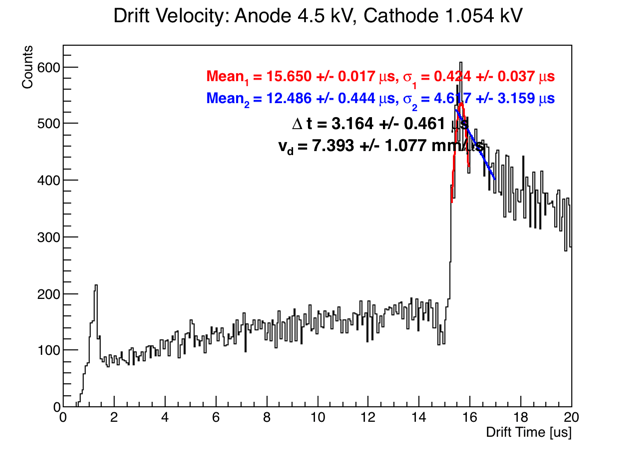 Drift Velocity: Anode 4.5 kV, Cathode 1.054 kV
Counts
600
500
400
300
200
100
0
Mean₁ = 15.650 +/- 0.017 μs, σ₁ = 0.424 +/- 0.037 μs
Mean₂ = 12.486 +/- 0.444 μs, σ₂ = 4.617 +/- 3.159 μs
Δ t = 3.164 +/- 0.461 μs
v_d = 7.393 +/- 1.077 mm/μs
0 2 4 6 8 10 12 14 16 18 20
Drift Time [us]